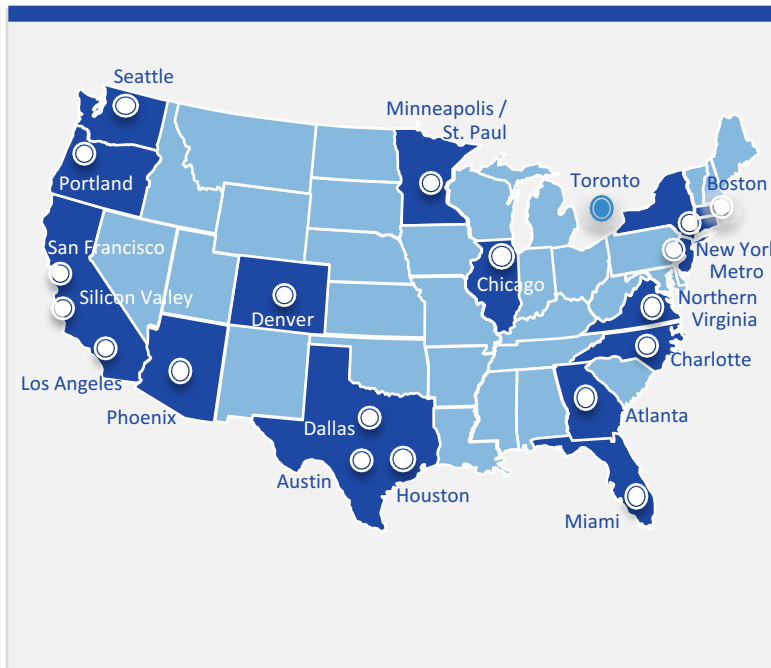 Seattle
Minneapolis /
St. Paul
Portland
Toronto
Boston
San Francisco
New York
Metro
Silicon Valley
Chicago
Northern
Virginia
Denver
Charlotte
Los Angeles
Phoenix
Atlanta
Dallas
Austin
Houston
Miami